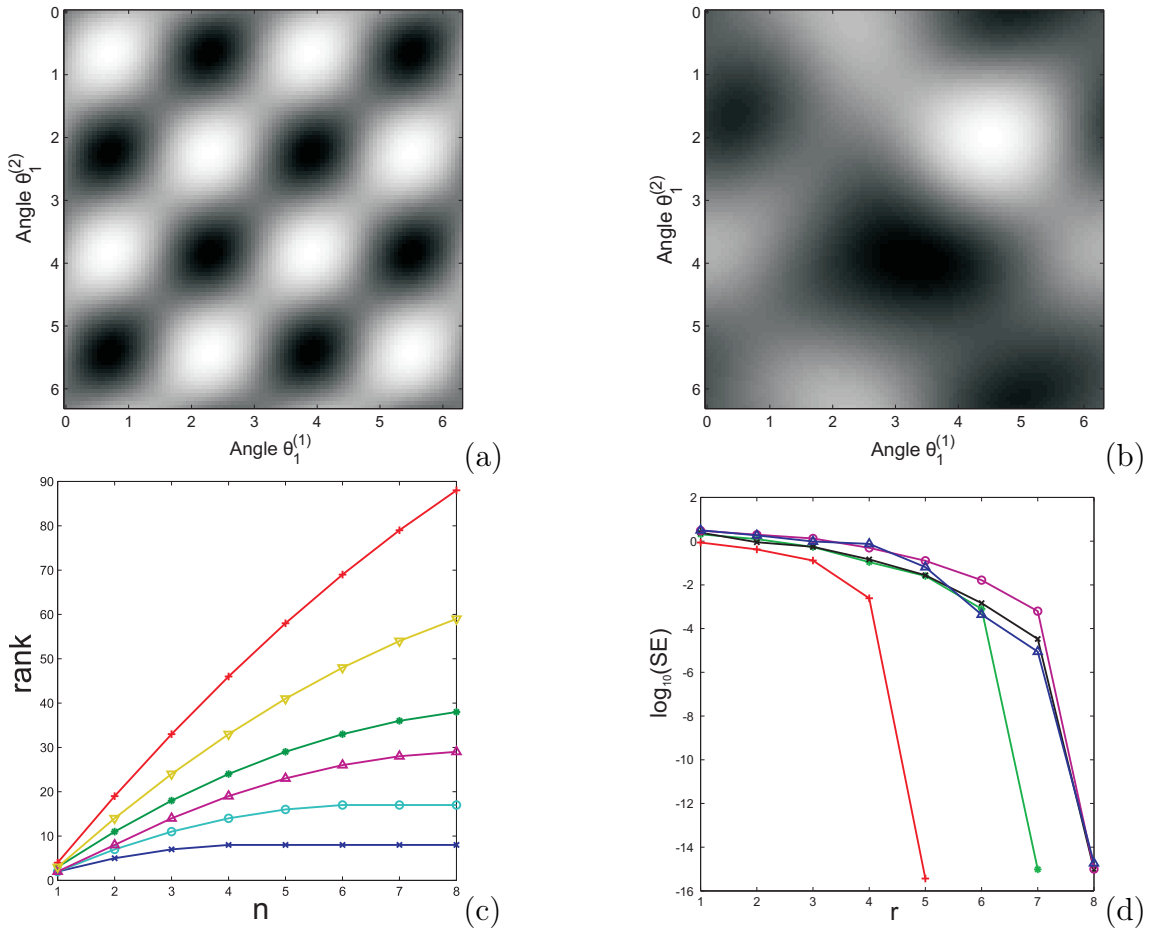 0
1
2
3
4
5
6
Angle θ₁⁽²⁾
0 1 2 3 4 5 6
Angle θ₁⁽¹⁾
(a)
0
1
2
3
4
5
6
Angle θ₁⁽²⁾
0 1 2 3 4 5 6
Angle θ₁⁽¹⁾
(b)
90
80
70
60
50
40
30
20
10
0
rank
1 2 3 4 5 6 7 8
n
(c)
2
0
-2
-4
-6
-8
-10
-12
-14
-16
log₁₀(SE)
1 2 3 4 5 6 7 8
r
(d)